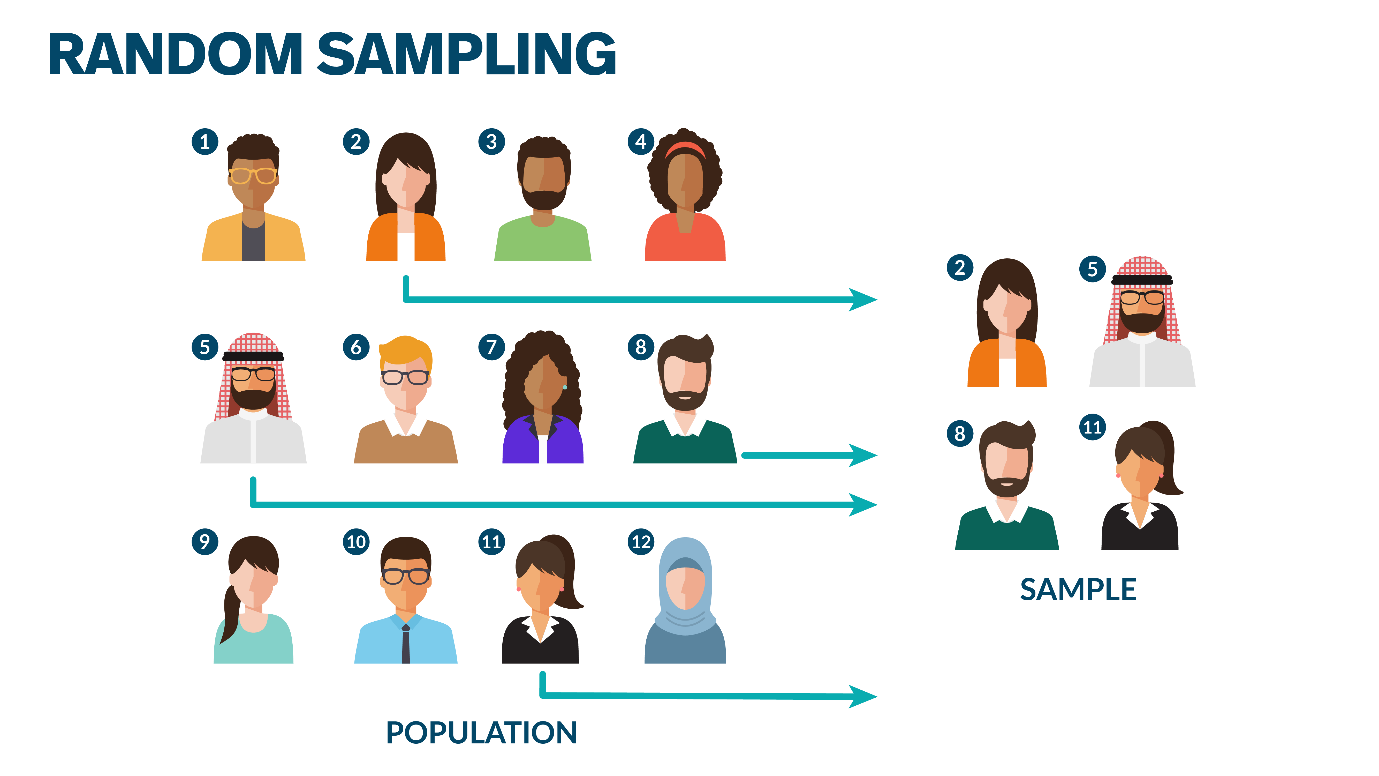 RANDOM SAMPLING
1 2 3 4
2 5
5 6 7 8
8 11
9 10 11 12
SAMPLE
POPULATION